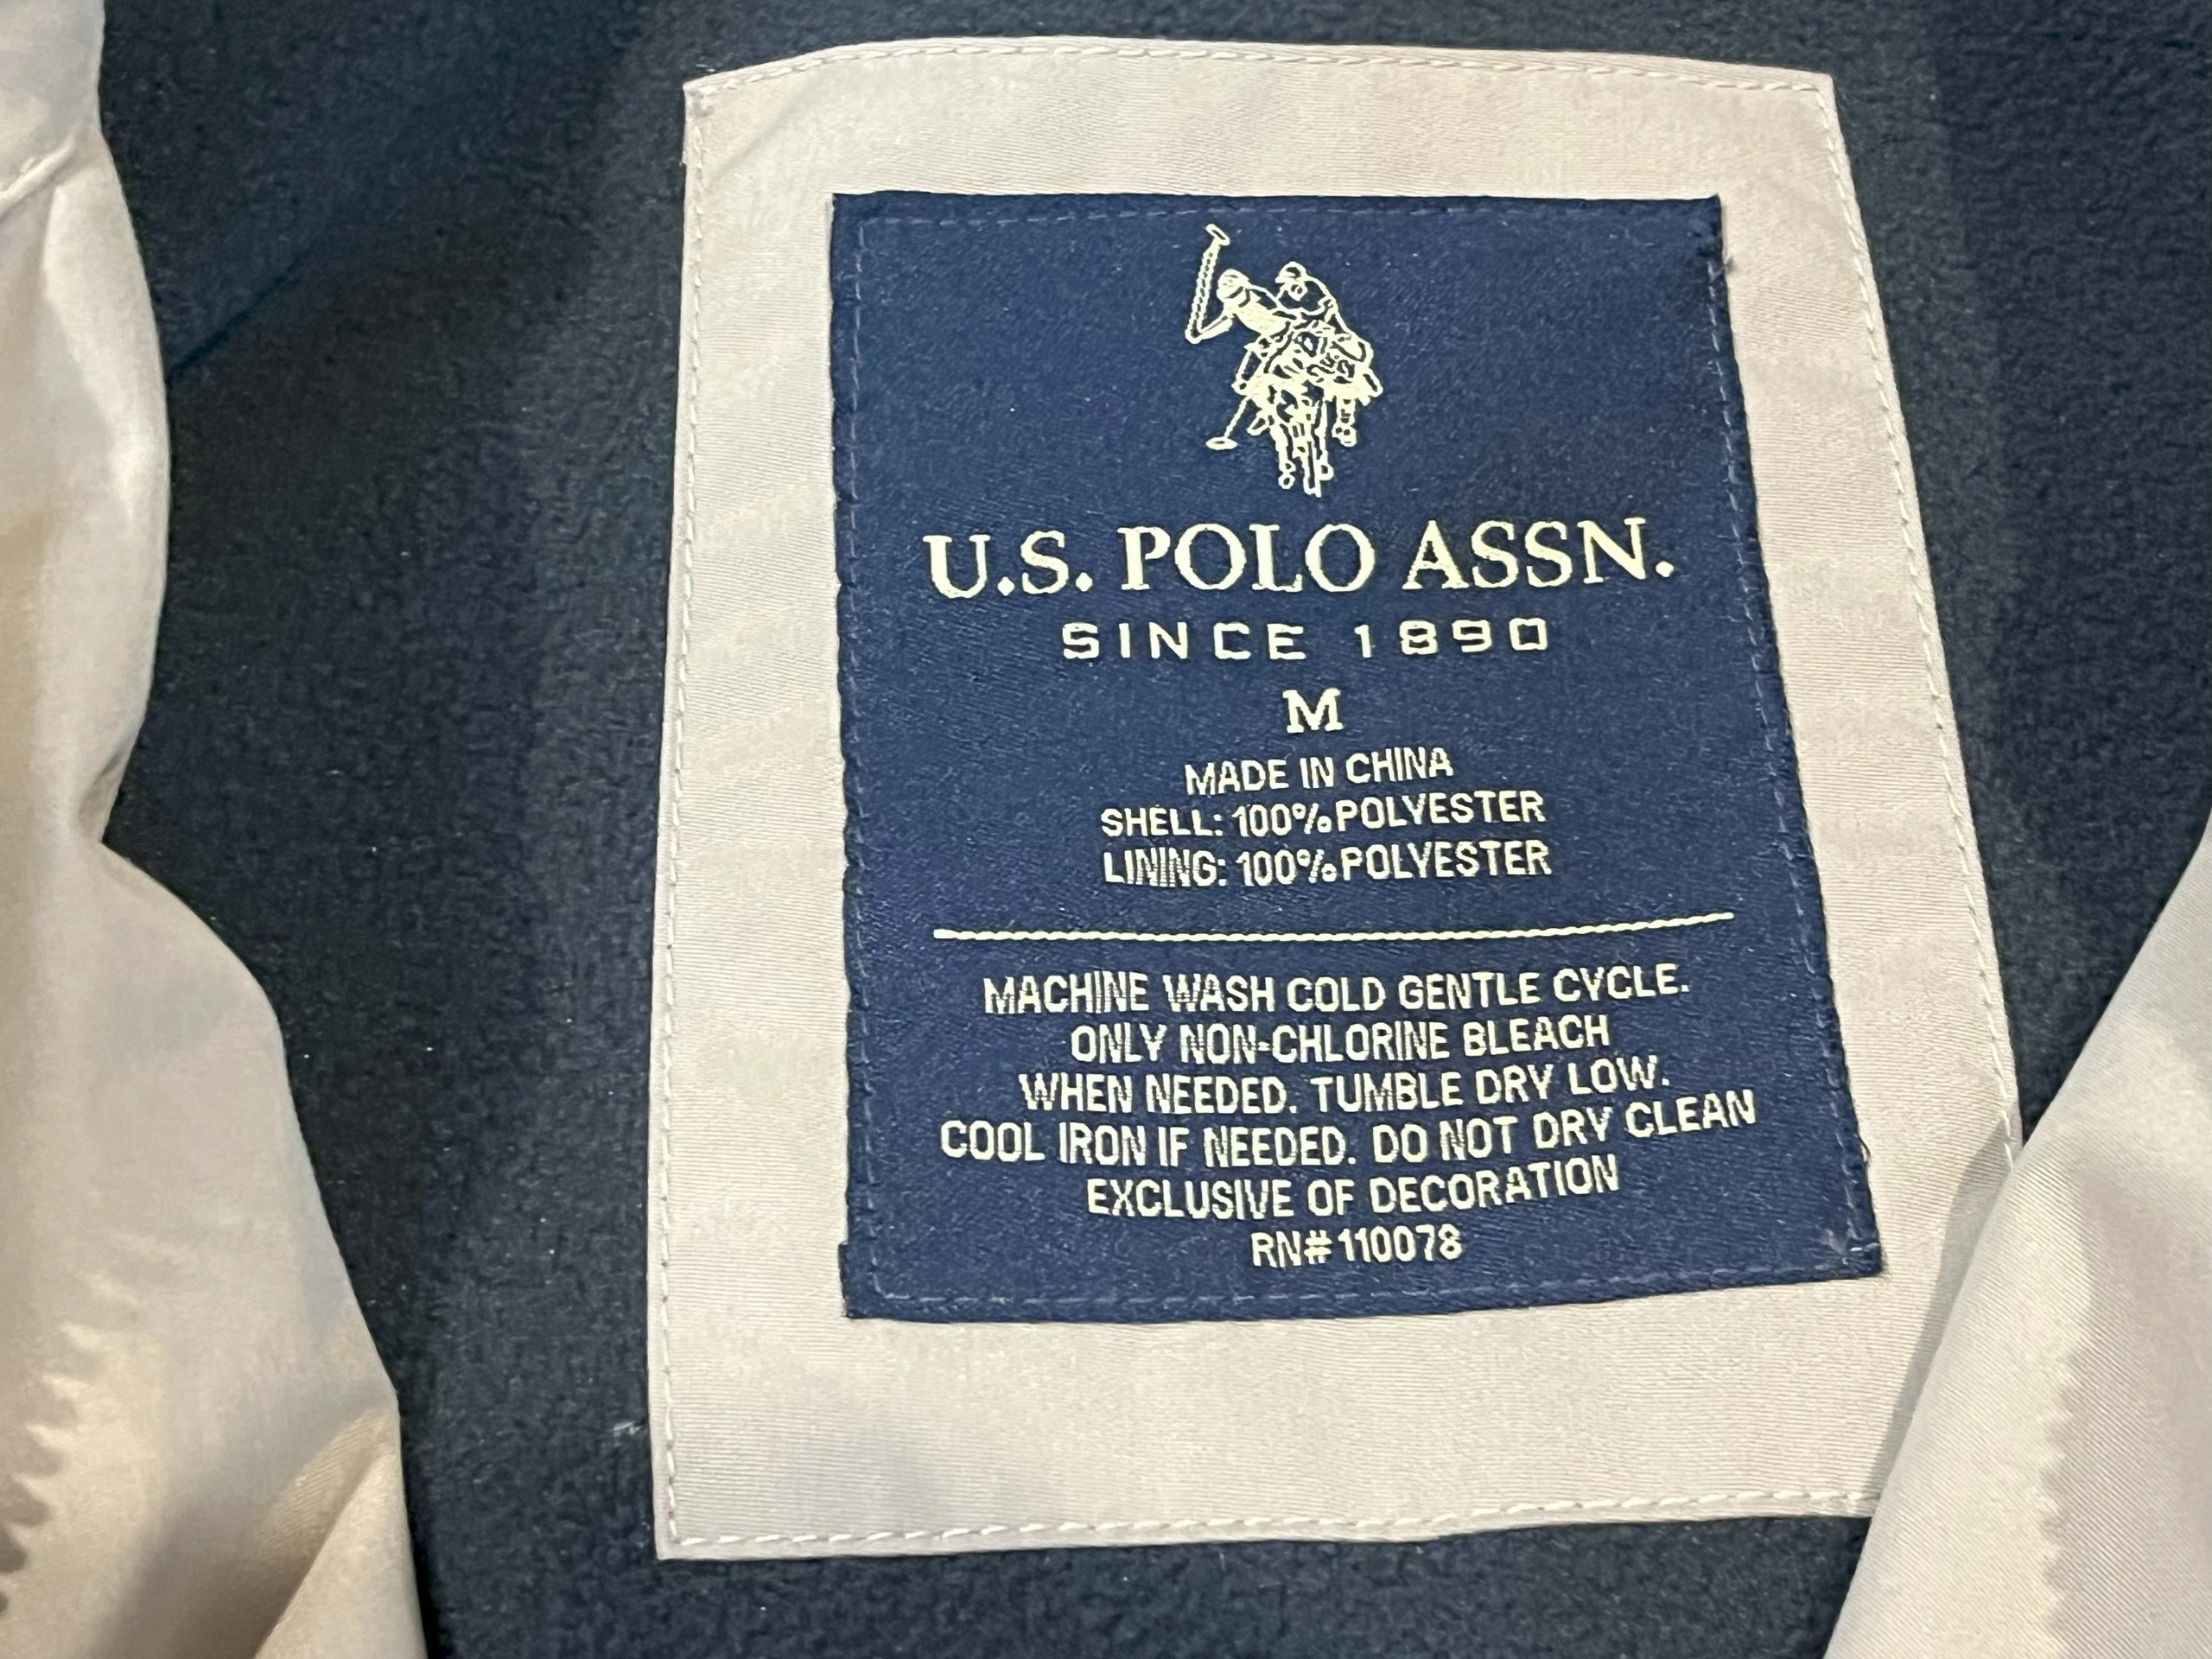 U.S. POLO ASSN.
SINCE 1890
M
MADE IN CHINA
SHELL: 100% POLYESTER
LINING: 100% POLYESTER
MACHINE WASH COLD GENTLE CYCLE.
ONLY NON-CHLORINE BLEACH
WHEN NEEDED. TUMBLE DRY LOW.
COOL IRON IF NEEDED. DO NOT DRY CLEAN
EXCLUSIVE OF DECORATION
RN# 110078